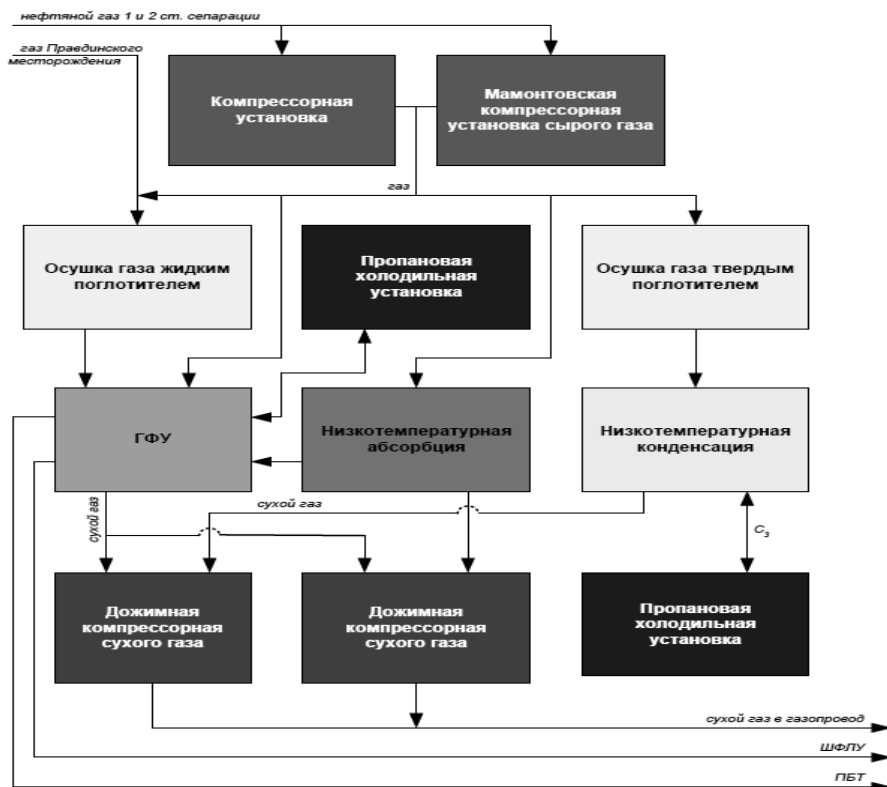 нефтяной газ 1 и 2 ст. сепарации
газ Правдинского
месторождения
Компрессорная
установка
Мамонтовская
компрессорная
установка сырого газа
газ
Осушка газа жидким
поглотителем
Пропановая
холодильная
установка
Осушка газа твердым
поглотителем
ГФУ
Низкотемпературная
абсорбция
Низкотемпературная
конденсация
сухой газ
сухой газ
C3
Дожимная
компрессорная
сухого газа
Дожимная
компрессорная
сухого газа
Пропановая
холодильная
установка
сухой газ в газопровод
ШФЛУ
ПБТ